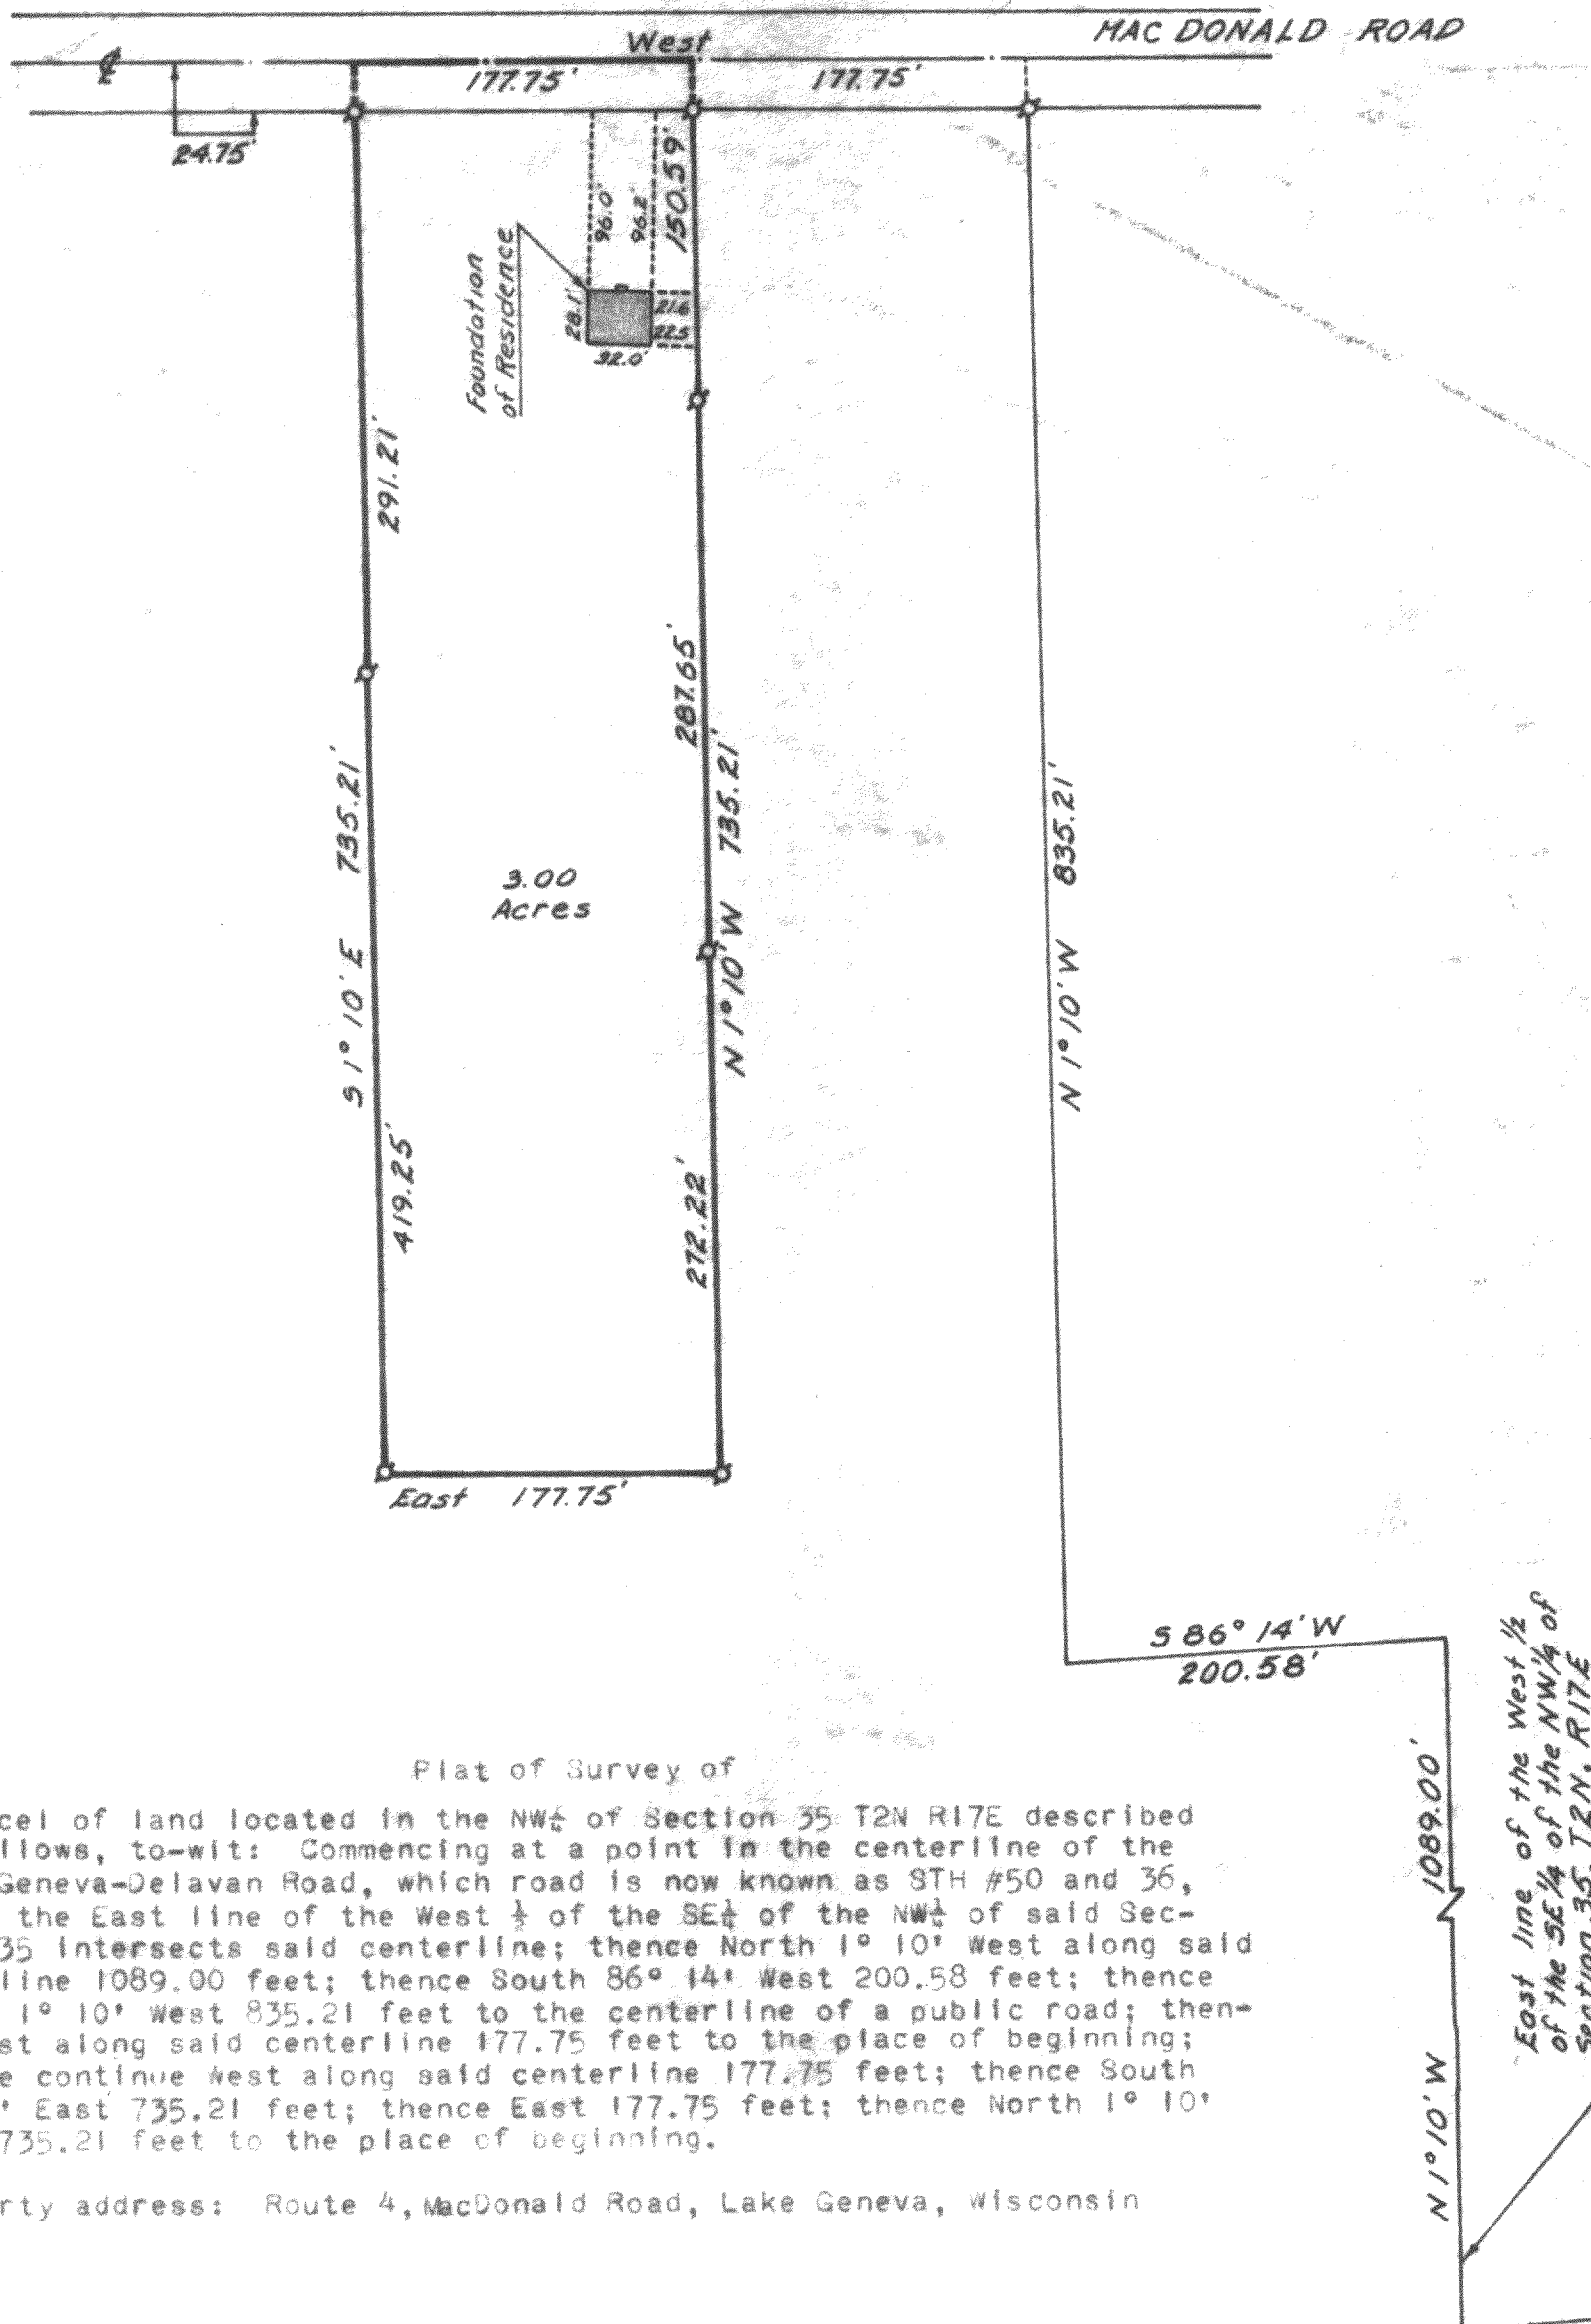 MAC DONALD ROAD
West
℄
177.75'
177.75'
24.75'
96.0'
96.2'
150.59'
Foundation
of Residence
28.1'
21.6
22.5
32.0'
291.21'
287.65'
735.21'
735.21'
835.21'
3.00
Acres
S 1° 10' E
N 1° 10' W
N 1° 10' W
419.25'
272.22'
East 177.75'
S 86° 14' W
200.58'
East line of the West ½
of the SE¼ of the NW¼ of
Section 35, T2N, R17E
1089.00'
N 1° 10' W
Plat of Survey of
cel of land located in the NW¼ of Section 35 T2N R17E described
llows, to-wit: Commencing at a point in the centerline of the
Geneva-Delavan Road, which road is now known as STH #50 and 36,
the East line of the West ½ of the SE¼ of the NW¼ of said Sec-
35 intersects said centerline; thence North 1° 10' West along said
line 1089.00 feet; thence South 86° 14' West 200.58 feet; thence
1° 10' West 835.21 feet to the centerline of a public road; then-
st along said centerline 177.75 feet to the place of beginning;
e continue West along said centerline 177.75 feet; thence South
' East 735.21 feet; thence East 177.75 feet; thence North 1° 10'
735.21 feet to the place of beginning.
rty address: Route 4, MacDonald Road, Lake Geneva, Wisconsin